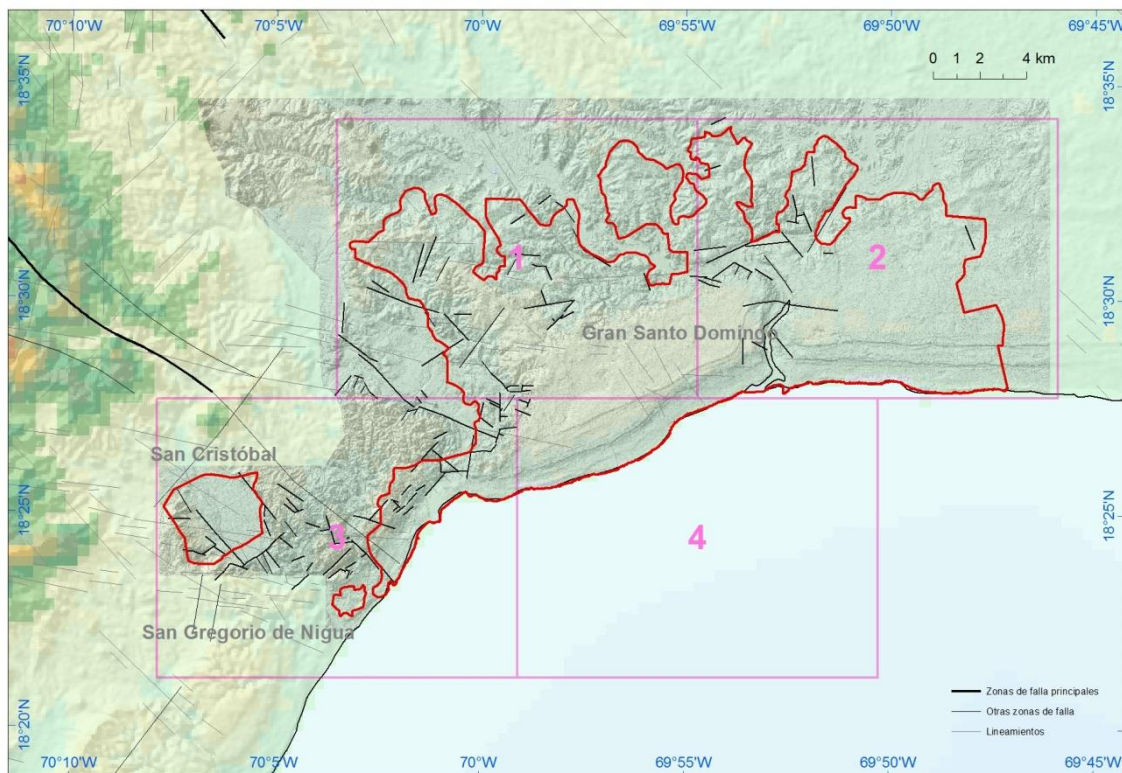 70°10'W 70°5'W 70°0'W 69°55'W 69°50'W 69°45'W
0 1 2 4 km
18°35'N 18°35'N
1
2
18°30'N 18°30'N
Gran Santo Domingo
San Cristóbal
18°25'N 18°25'N
3
4
San Gregorio de Nigua
Zonas de falla principales
Otras zonas de falla
Lineamientos
18°20'N
70°10'W 70°5'W 70°0'W 69°55'W 69°50'W 69°45'W